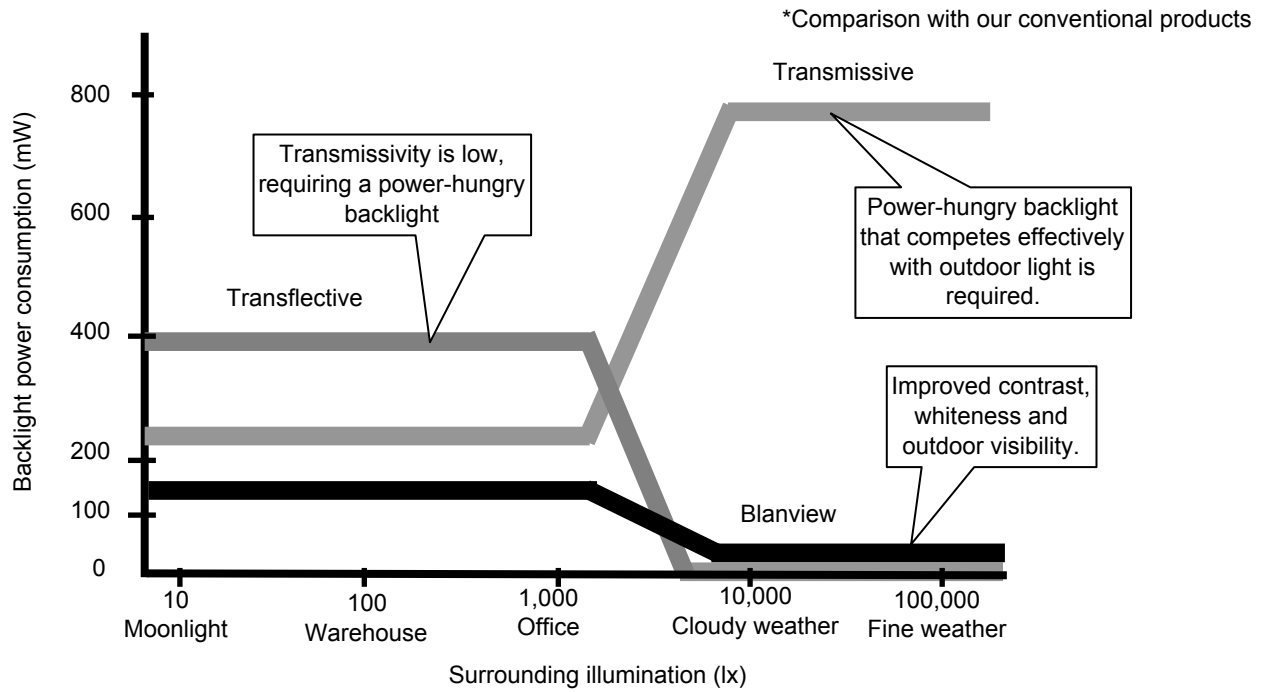 *Comparison with our conventional products
Transmissive
Backlight power consumption (mW)
800
600
400
200
100
0
Transmissivity is low,
requiring a power-hungry
backlight
Power-hungry backlight
that competes effectively
with outdoor light is
required.
Transflective
Improved contrast,
whiteness and
outdoor visibility.
Blanview
10
100
1,000
10,000
100,000
Moonlight
Warehouse
Office
Cloudy weather
Fine weather
Surrounding illumination (lx)